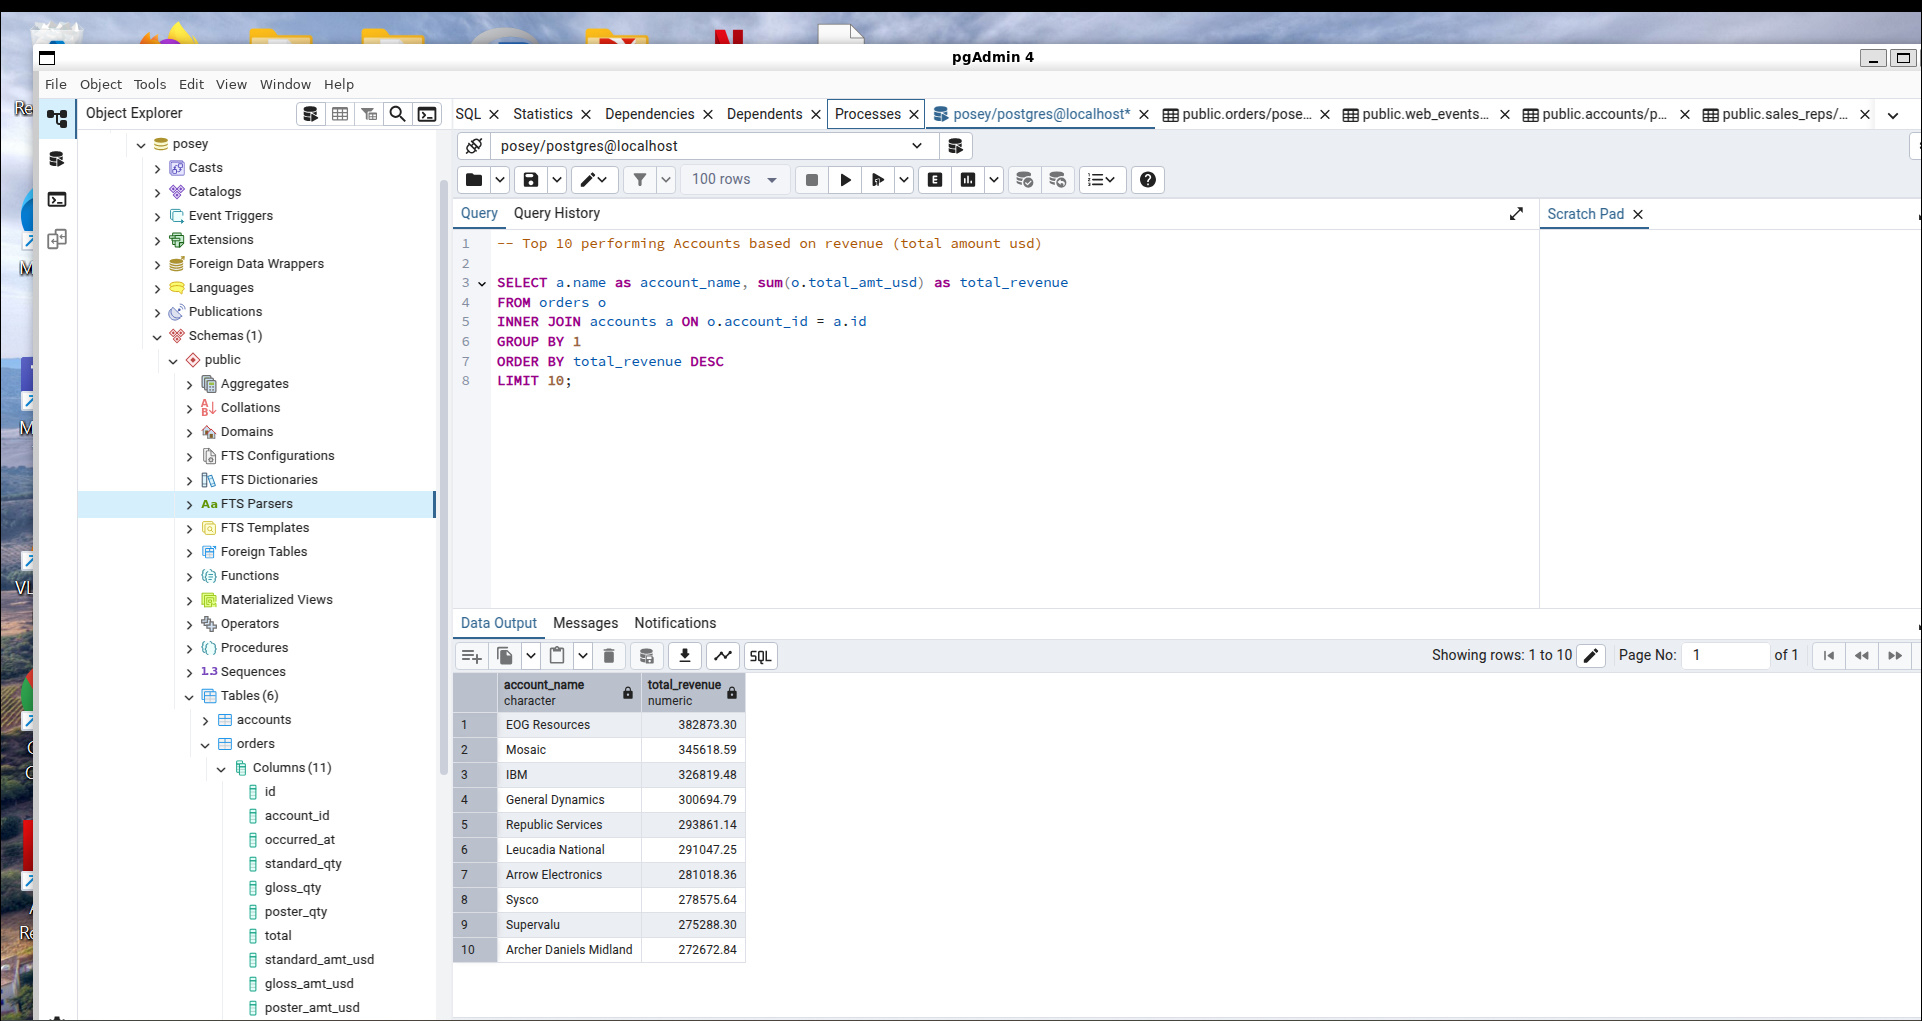 pgAdmin 4
File Object Tools Edit View Window Help
Object Explorer
SQL Statistics Dependencies Dependents Processes posey/postgres@localhost* public.orders/pose... public.web_events... public.accounts/p... public.sales_reps/...
posey/postgres@localhost
100 rows
E
Query Query History
Scratch Pad
posey
Casts
Catalogs
Event Triggers
Extensions
Foreign Data Wrappers
Languages
Publications
Schemas (1)
public
Aggregates
Collations
Domains
FTS Configurations
FTS Dictionaries
Aa FTS Parsers
FTS Templates
Foreign Tables
Functions
Materialized Views
Operators
Procedures
1.3 Sequences
Tables (6)
accounts
orders
Columns (11)
id
account_id
occurred_at
standard_qty
gloss_qty
poster_qty
total
standard_amt_usd
gloss_amt_usd
poster_amt_usd
1 -- Top 10 performing Accounts based on revenue (total amount usd)
2
3 SELECT a.name as account_name, sum(o.total_amt_usd) as total_revenue
4 FROM orders o
5 INNER JOIN accounts a ON o.account_id = a.id
6 GROUP BY 1
7 ORDER BY total_revenue DESC
8 LIMIT 10;
Data Output Messages Notifications
SQL
Showing rows: 1 to 10 Page No: 1 of 1
account_name total_revenue
character numeric
1 EOG Resources 382873.30
2 Mosaic 345618.59
3 IBM 326819.48
4 General Dynamics 300694.79
5 Republic Services 293861.14
6 Leucadia National 291047.25
7 Arrow Electronics 281018.36
8 Sysco 278575.64
9 Supervalu 275288.30
10 Archer Daniels Midland 272672.84